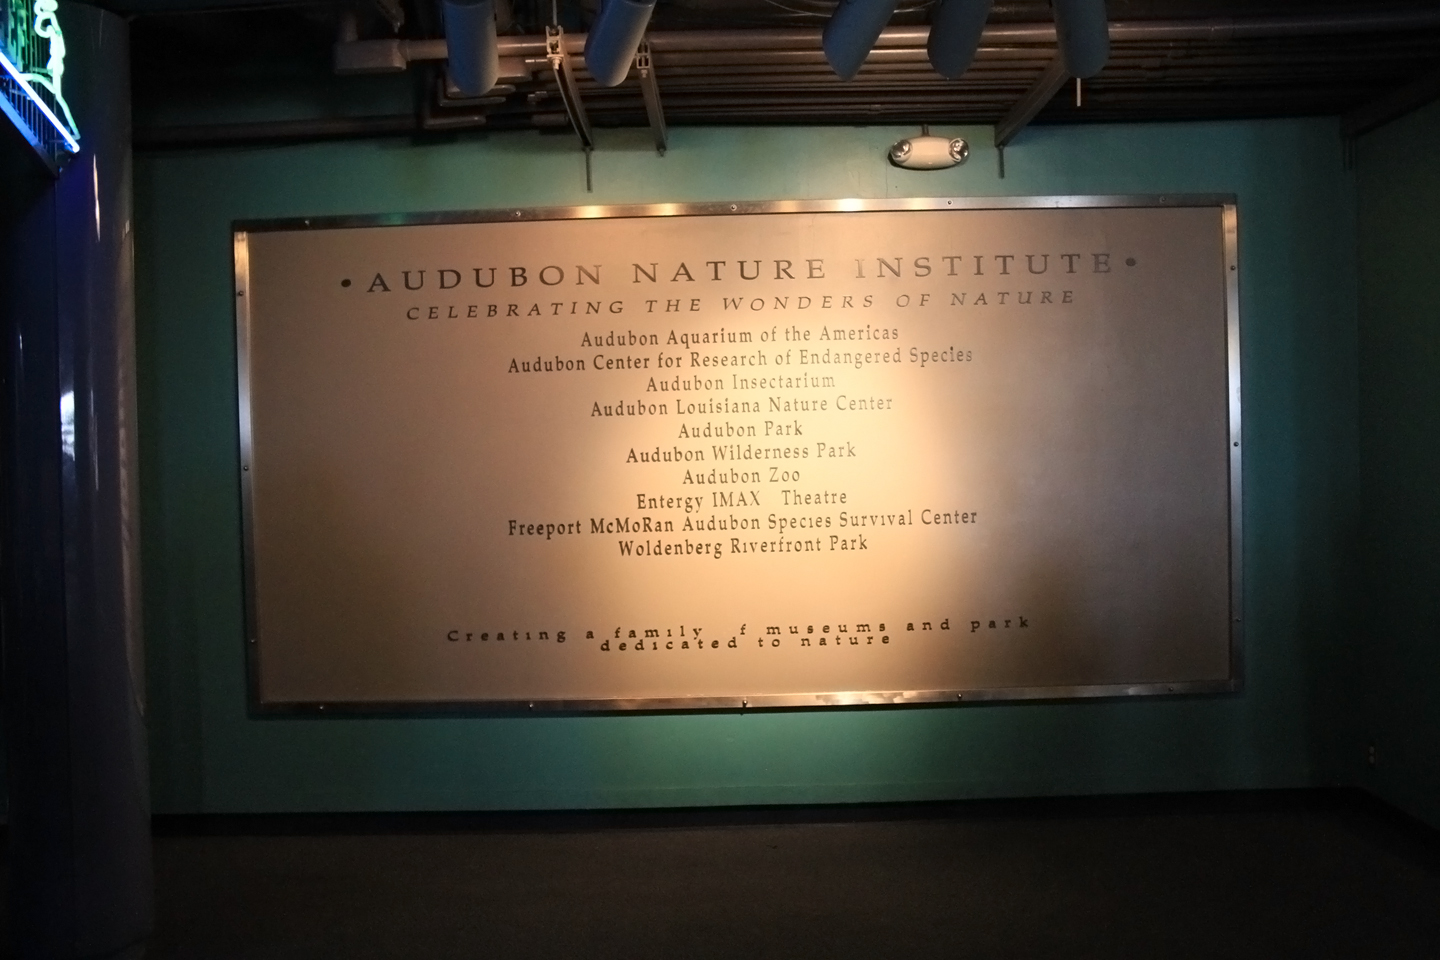 • AUDUBON NATURE INSTITUTE •
CELEBRATING THE WONDERS OF NATURE
Audubon Aquarium of the Americas
Audubon Center for Research of Endangered Species
Audubon Insectarium
Audubon Louisiana Nature Center
Audubon Park
Audubon Wilderness Park
Audubon Zoo
Entergy IMAX Theatre
Freeport McMoRan Audubon Species Survival Center
Woldenberg Riverfront Park
Creating a family f museums and park
dedicated to nature